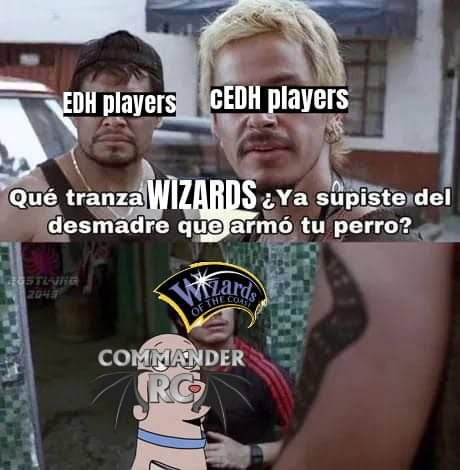 EDH players
cEDH players
Qué tranza WIZARDS ¿Ya supiste del
desmadre que armó tu perro?
2049
Wizards
OF THE COAST
COMMANDER
RC